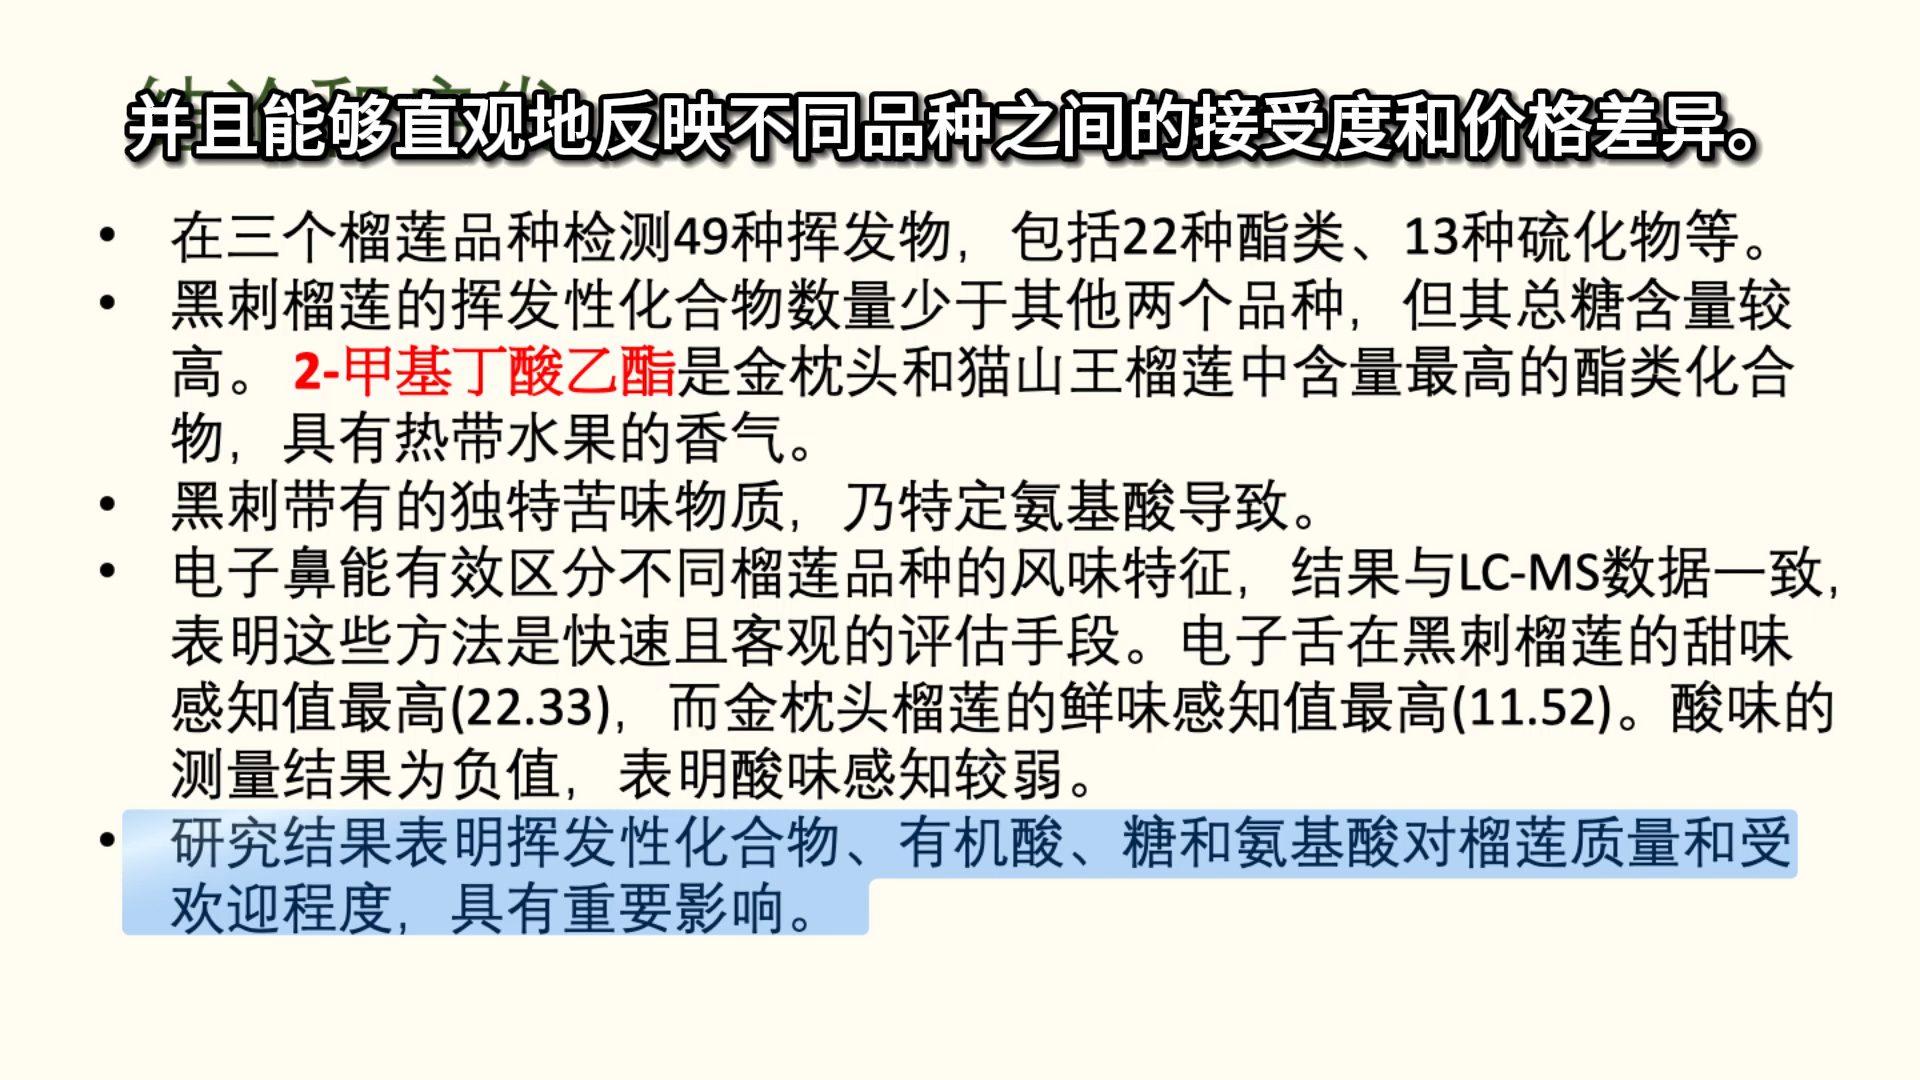 并且能够直观地反映不同品种之间的接受度和价格差异。
• 在三个榴莲品种检测49种挥发物，包括22种酯类、13种硫化物等。
• 黑刺榴莲的挥发性化合物数量少于其他两个品种，但其总糖含量较
高。2-甲基丁酸乙酯是金枕头和猫山王榴莲中含量最高的酯类化合
物，具有热带水果的香气。
• 黑刺带有的独特苦味物质，乃特定氨基酸导致。
• 电子鼻能有效区分不同榴莲品种的风味特征，结果与LC-MS数据一致，
表明这些方法是快速且客观的评估手段。电子舌在黑刺榴莲的甜味
感知值最高(22.33)，而金枕头榴莲的鲜味感知值最高(11.52)。酸味的
测量结果为负值，表明酸味感知较弱。
• 研究结果表明挥发性化合物、有机酸、糖和氨基酸对榴莲质量和受
欢迎程度，具有重要影响。